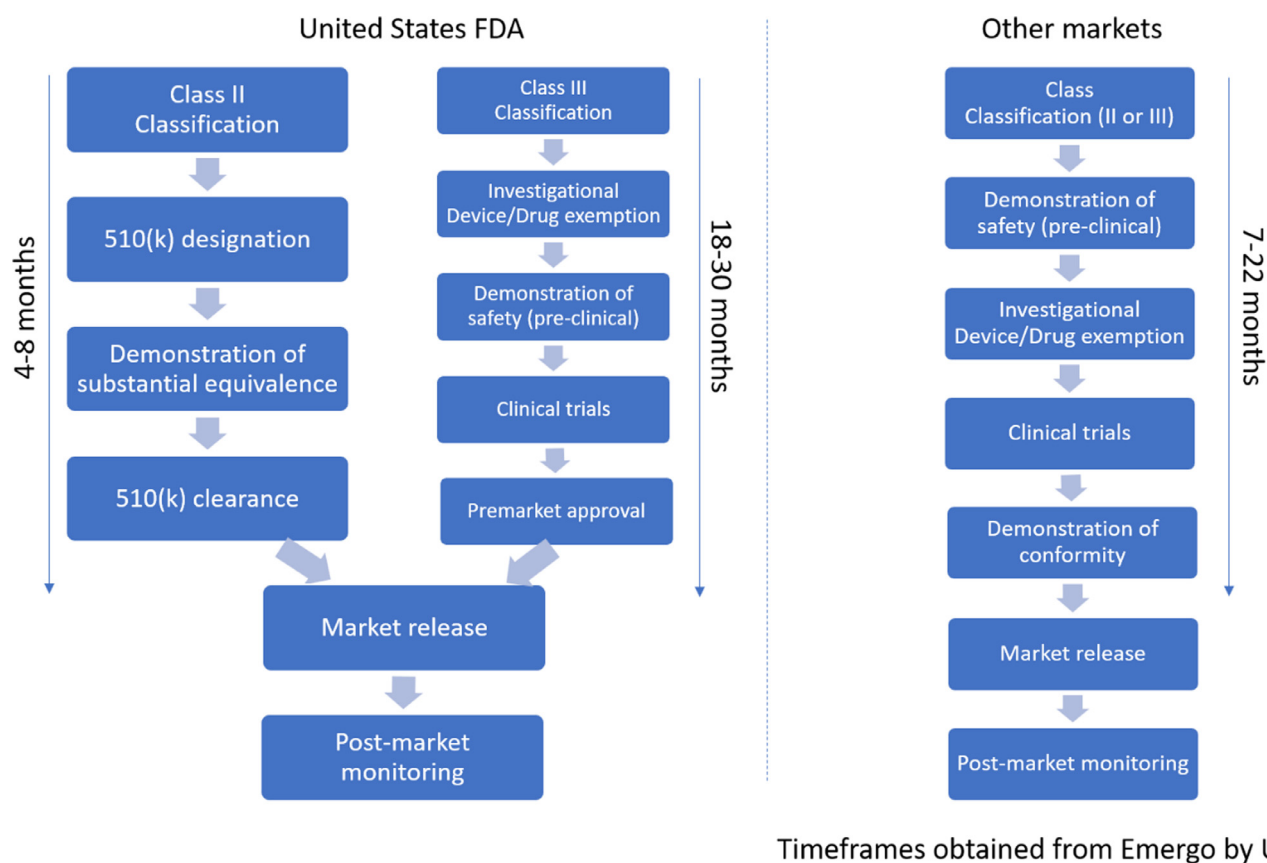 United States FDA
4-8 months
Class II
Classification
510(k) designation
Demonstration of
substantial equivalence
510(k) clearance
Class III
Classification
Investigational
Device/Drug exemption
Demonstration of
safety (pre-clinical)
Clinical trials
Premarket approval
18-30 months
Market release
Post-market
monitoring
Other markets
Class
Classification (II or III)
Demonstration of
safety (pre-clinical)
Investigational
Device/Drug exemption
Clinical trials
Demonstration of
conformity
Market release
Post-market monitoring
7-22 months
Timeframes obtained from Emergo by